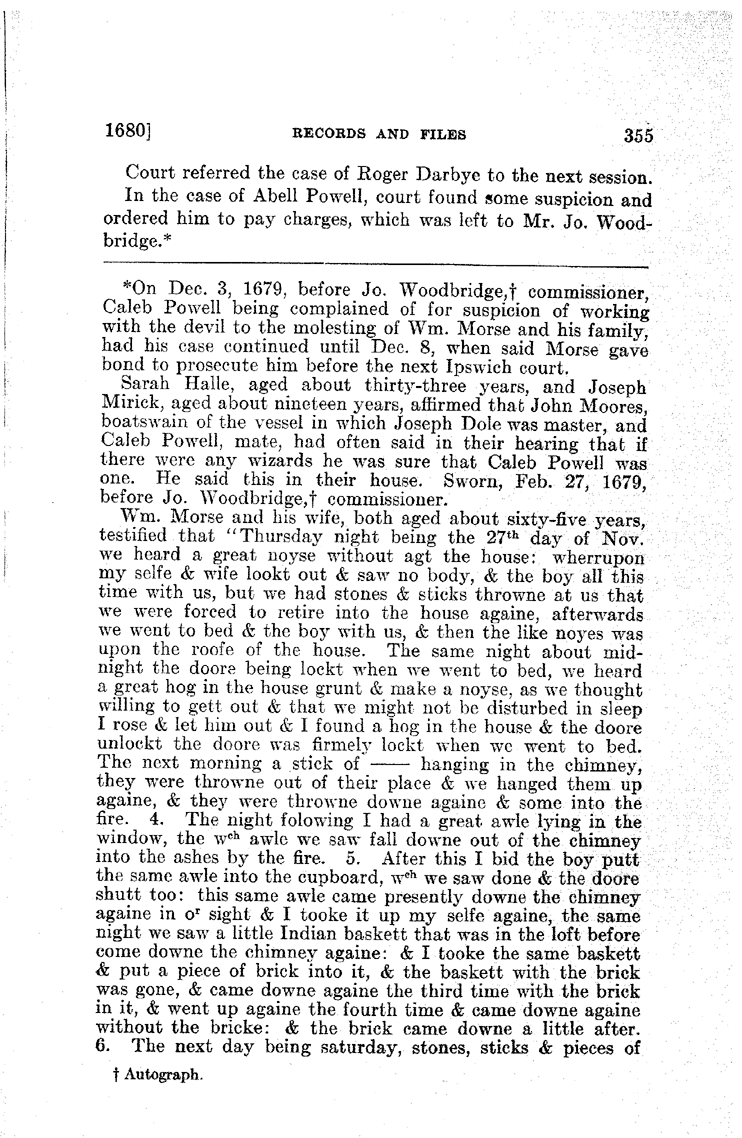 1680] RECORDS AND FILES 355
Court referred the case of Roger Darbye to the next session.
In the case of Abell Powell, court found some suspicion and
ordered him to pay charges, which was left to Mr. Jo. Wood-
bridge.*
*On Dec. 3, 1679, before Jo. Woodbridge,† commissioner,
Caleb Powell being complained of for suspicion of working
with the devil to the molesting of Wm. Morse and his family,
had his case continued until Dec. 8, when said Morse gave
bond to prosecute him before the next Ipswich court.
Sarah Halle, aged about thirty-three years, and Joseph
Mirick, aged about nineteen years, affirmed that John Moores,
boatswain of the vessel in which Joseph Dole was master, and
Caleb Powell, mate, had often said in their hearing that if
there were any wizards he was sure that Caleb Powell was
one. He said this in their house. Sworn, Feb. 27, 1679,
before Jo. Woodbridge,† commissioner.
Wm. Morse and his wife, both aged about sixty-five years,
testified that "Thursday night being the 27th day of Nov.
we heard a great noyse without agt the house: wherrupon
my selfe & wife lookt out & saw no body, & the boy all this
time with us, but we had stones & sticks throwne at us that
we were forced to retire into the house againe, afterwards
we went to bed & the boy with us, & then the like noyes was
upon the roofe of the house. The same night about mid-
night the doore being lockt when we went to bed, we heard
a great hog in the house grunt & make a noyse, as we thought
willing to gett out & that we might not be disturbed in sleep
I rose & let him out & I found a hog in the house & the doore
unlockt the doore was firmely lockt when we went to bed.
The next morning a stick of —— hanging in the chimney,
they were throwne out of their place & we hanged them up
againe, & they were throwne downe againe & some into the
fire. 4. The night folowing I had a great awle lying in the
window, the wch awle we saw fall downe out of the chimney
into the ashes by the fire. 5. After this I bid the boy putt
the same awle into the cupboard, wch we saw done & the doore
shutt too: this same awle came presently downe the chimney
againe in or sight & I tooke it up my selfe againe, the same
night we saw a little Indian baskett that was in the loft before
come downe the chimney againe: & I tooke the same baskett
& put a piece of brick into it, & the baskett with the brick
was gone, & came downe againe the third time with the brick
in it, & went up againe the fourth time & came downe againe
without the bricke: & the brick came downe a little after.
6. The next day being saturday, stones, sticks & pieces of
† Autograph.